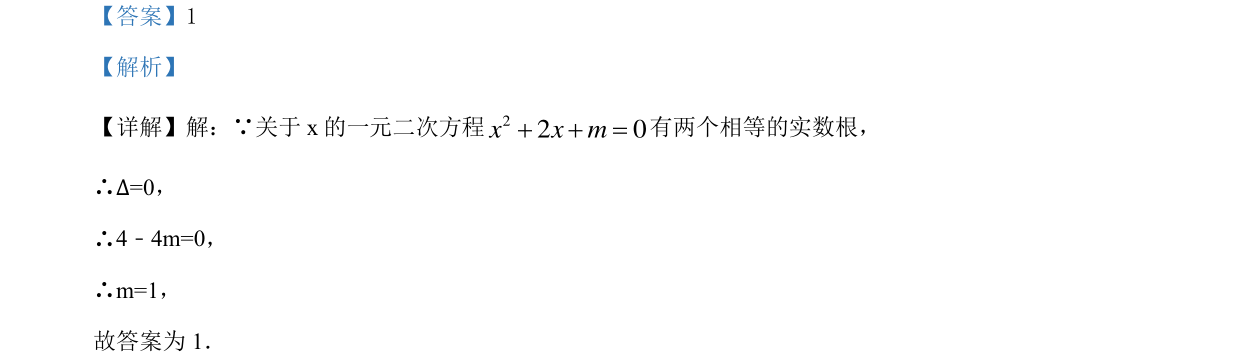 【答案】1
【解析】
【详解】解：∵关于 x 的一元二次方程 x² + 2x + m = 0 有两个相等的实数根，
∴Δ=0，
∴4﹣4m=0，
∴m=1，
故答案为 1．